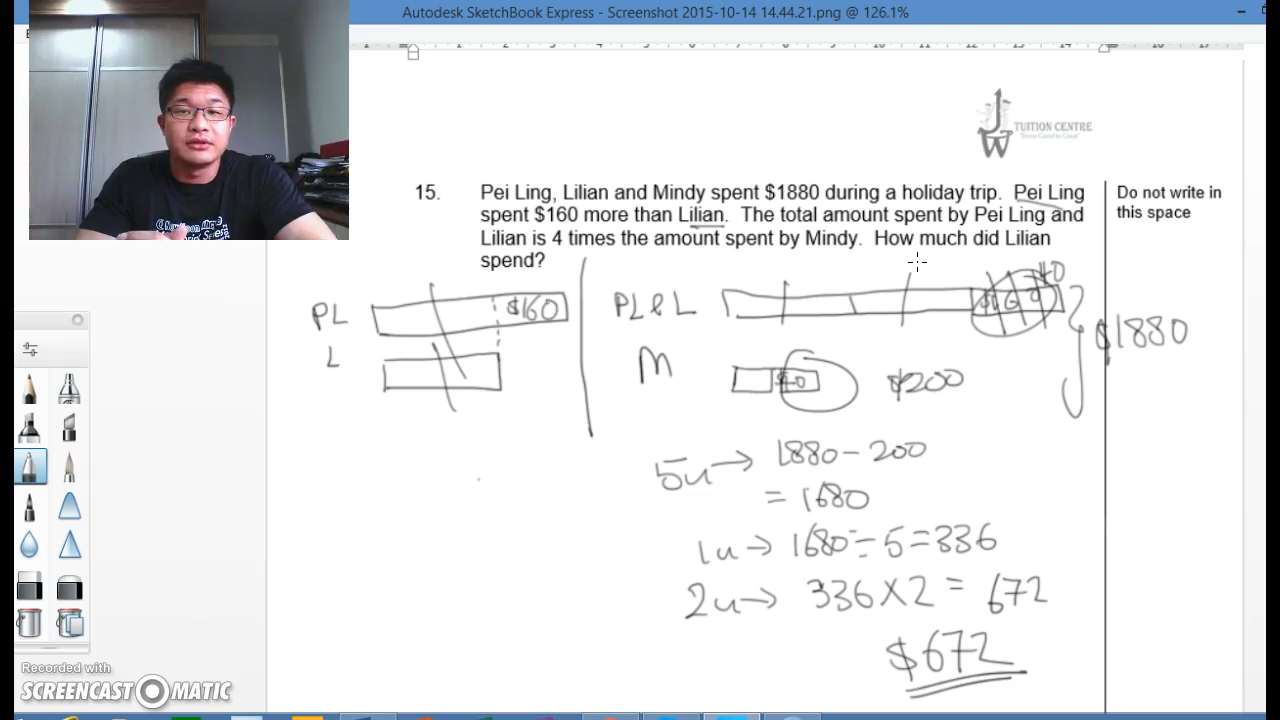 Autodesk SketchBook Express - Screenshot 2015-10-14 14.44.21.png @ 126.1%
JW TUITION CENTRE
15. Pei Ling, Lilian and Mindy spent $1880 during a holiday trip. Pei Ling
spent $160 more than Lilian. The total amount spent by Pei Ling and
Lilian is 4 times the amount spent by Mindy. How much did Lilian
spend?
Do not write in
this space
PL $160
L
PL & L $160 $40
M $40 $200
$1880
5u → 1880 - 200
= 1680
1u → 1680 ÷ 5 = 336
2u → 336 × 2 = 672
$672
Recorded with
SCREENCAST O MATIC